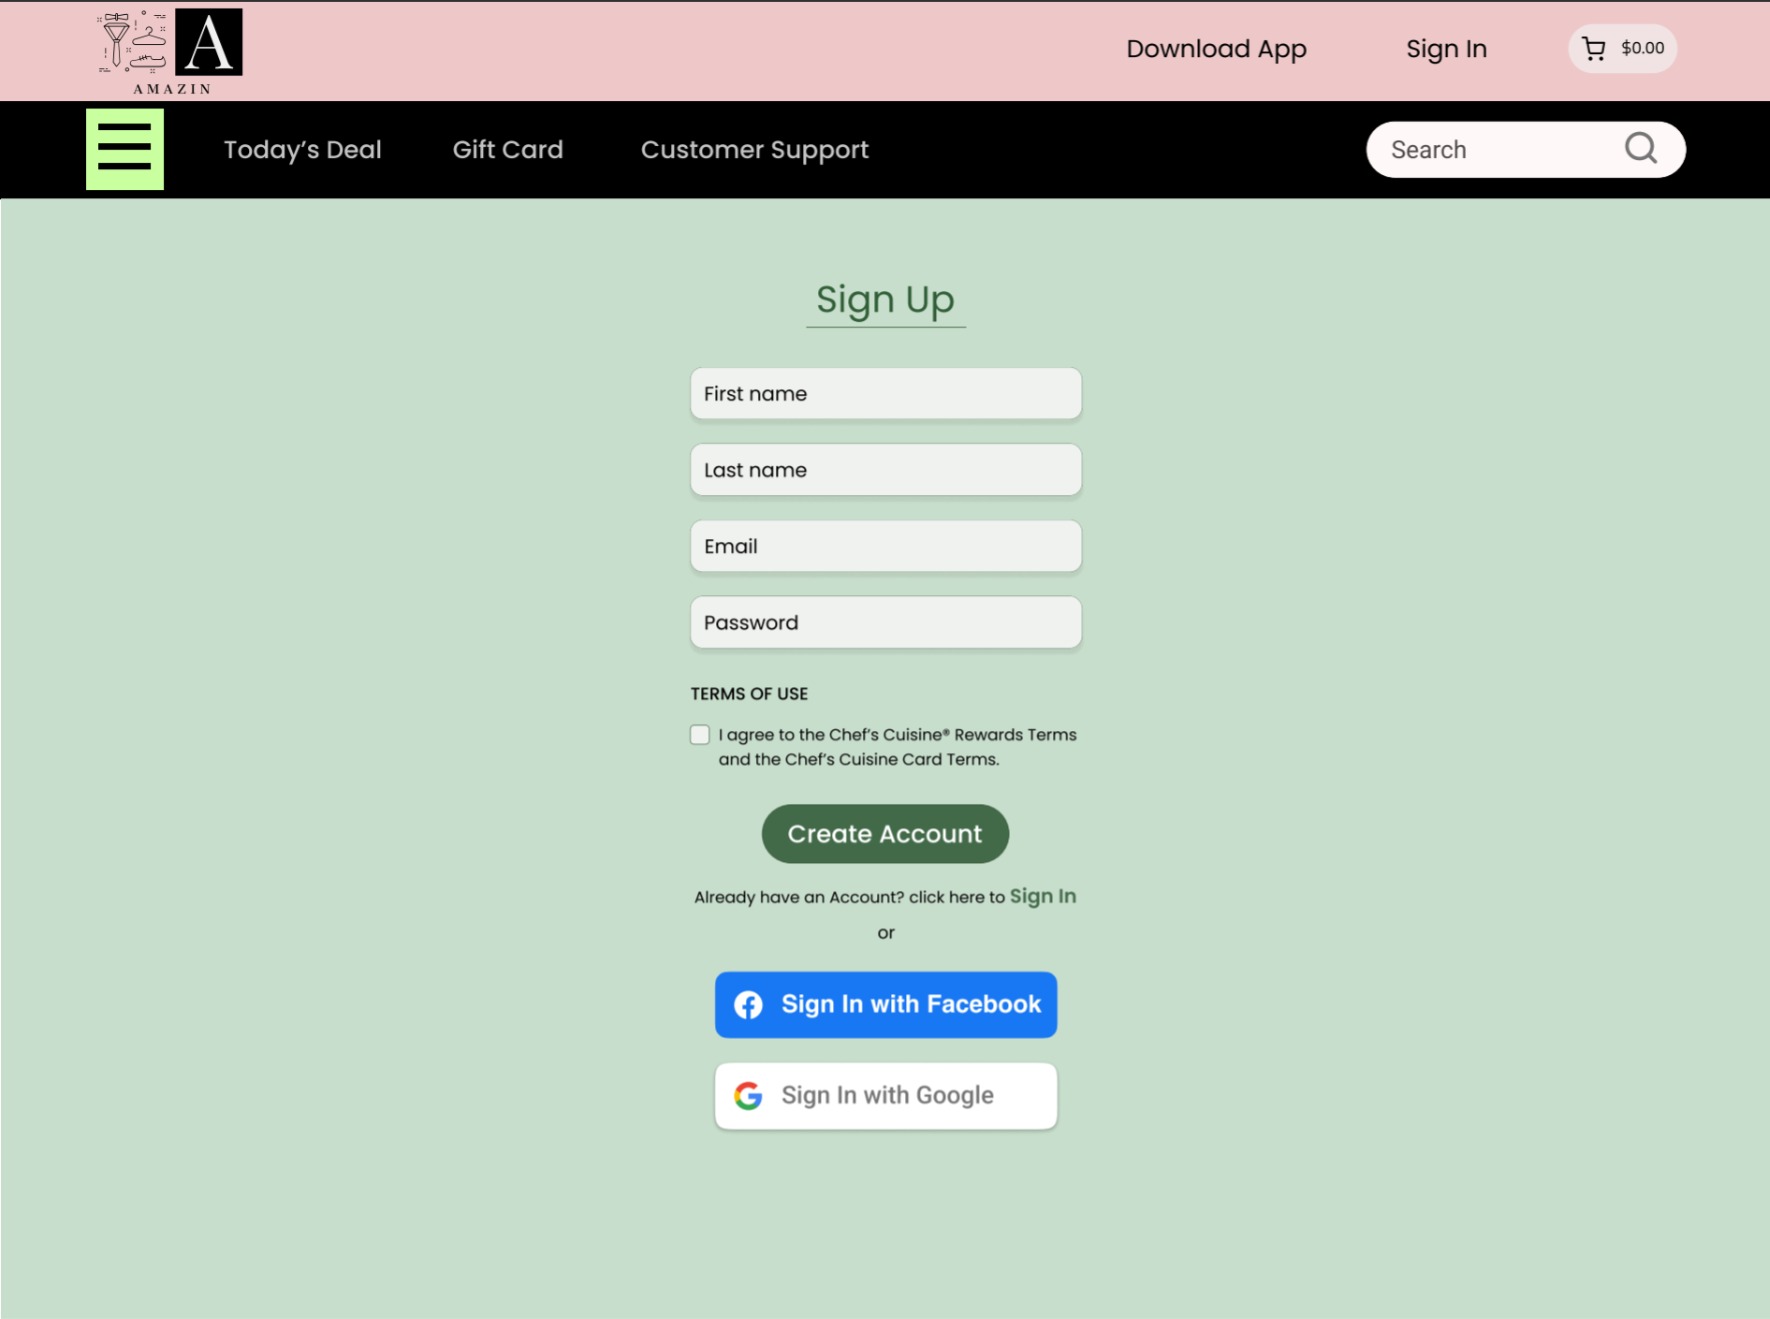 A
AMAZIN
Download App
Sign In
$0.00
Today's Deal
Gift Card
Customer Support
Search
Sign Up
First name
Last name
Email
Password
TERMS OF USE
I agree to the Chef's Cuisine® Rewards Terms
and the Chef's Cuisine Card Terms.
Create Account
Already have an Account? click here to Sign In
or
Sign In with Facebook
Sign In with Google